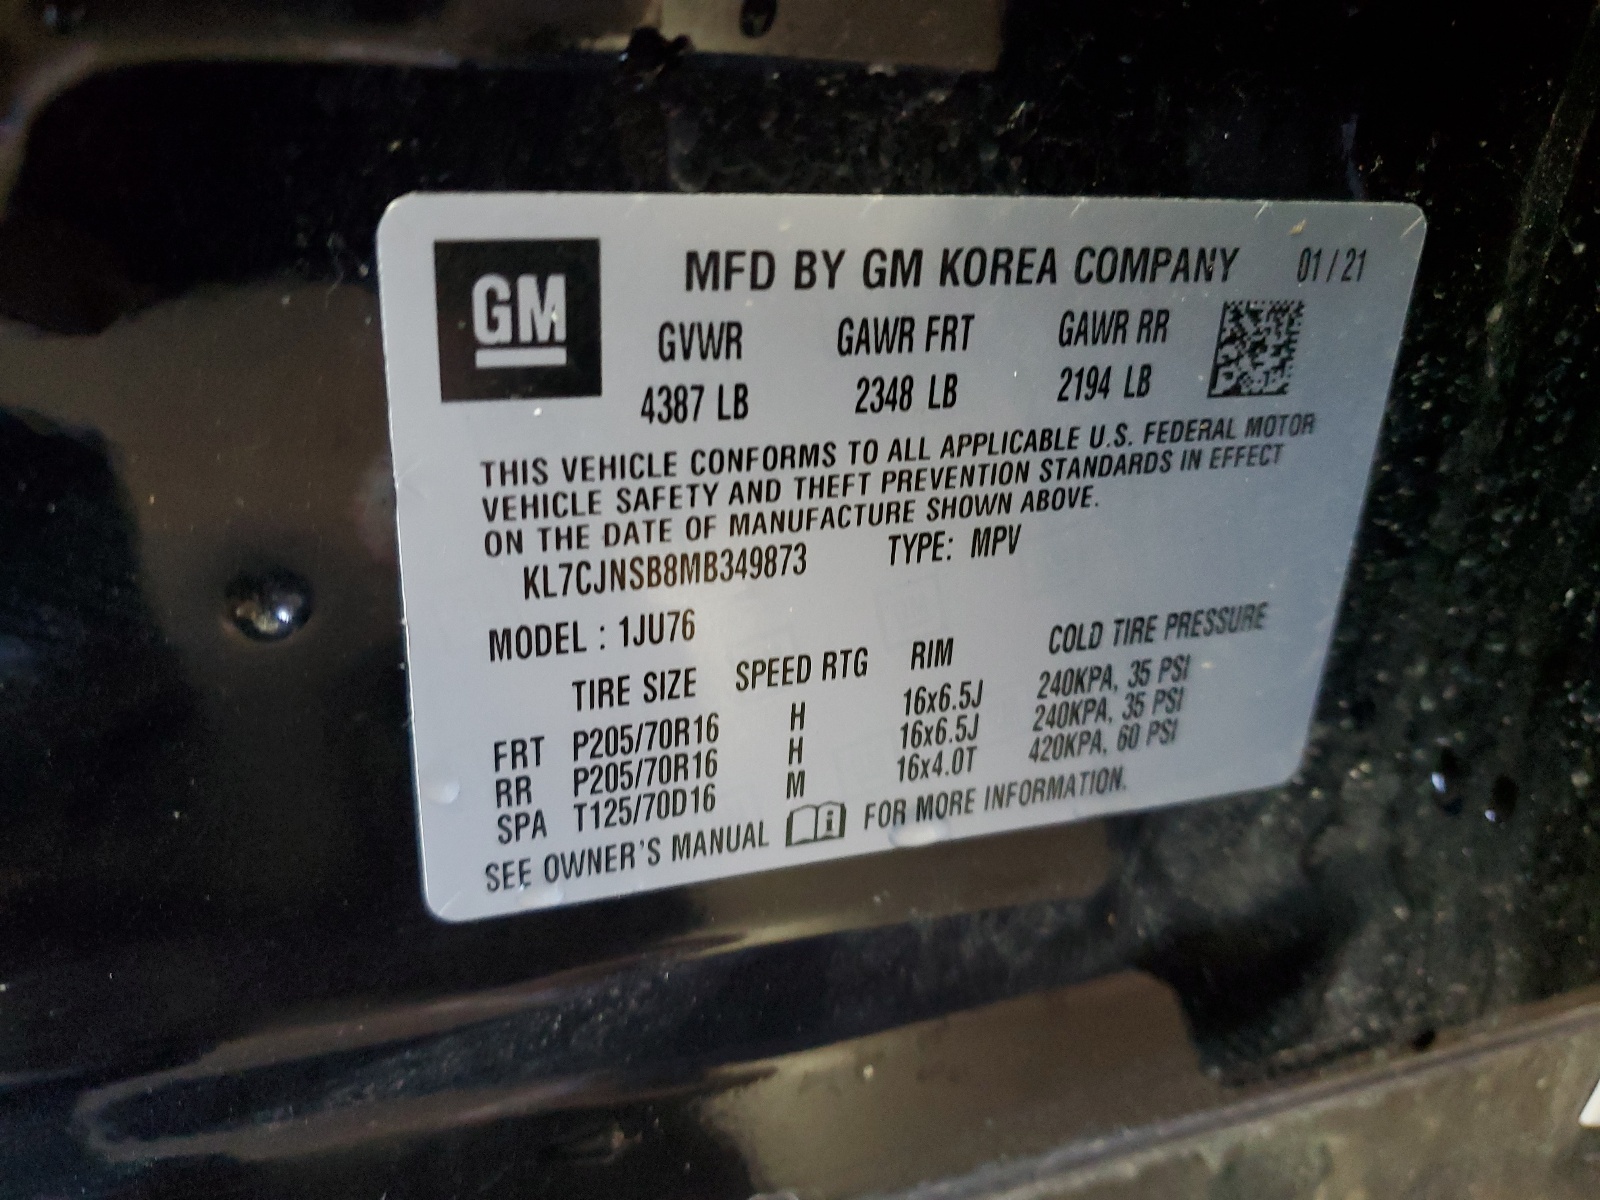 GM
MFD BY GM KOREA COMPANY 01/21
GVWR GAWR FRT GAWR RR
4387 LB 2348 LB 2194 LB
THIS VEHICLE CONFORMS TO ALL APPLICABLE U.S. FEDERAL MOTOR
VEHICLE SAFETY AND THEFT PREVENTION STANDARDS IN EFFECT
ON THE DATE OF MANUFACTURE SHOWN ABOVE.
KL7CJNSB8MB349873 TYPE: MPV
MODEL : 1JU76
TIRE SIZE SPEED RTG RIM COLD TIRE PRESSURE
FRT P205/70R16 H 16x6.5J 240KPA, 35 PSI
RR P205/70R16 H 16x6.5J 240KPA, 35 PSI
SPA T125/70D16 M 16x4.0T 420KPA, 60 PSI
SEE OWNER'S MANUAL FOR MORE INFORMATION.